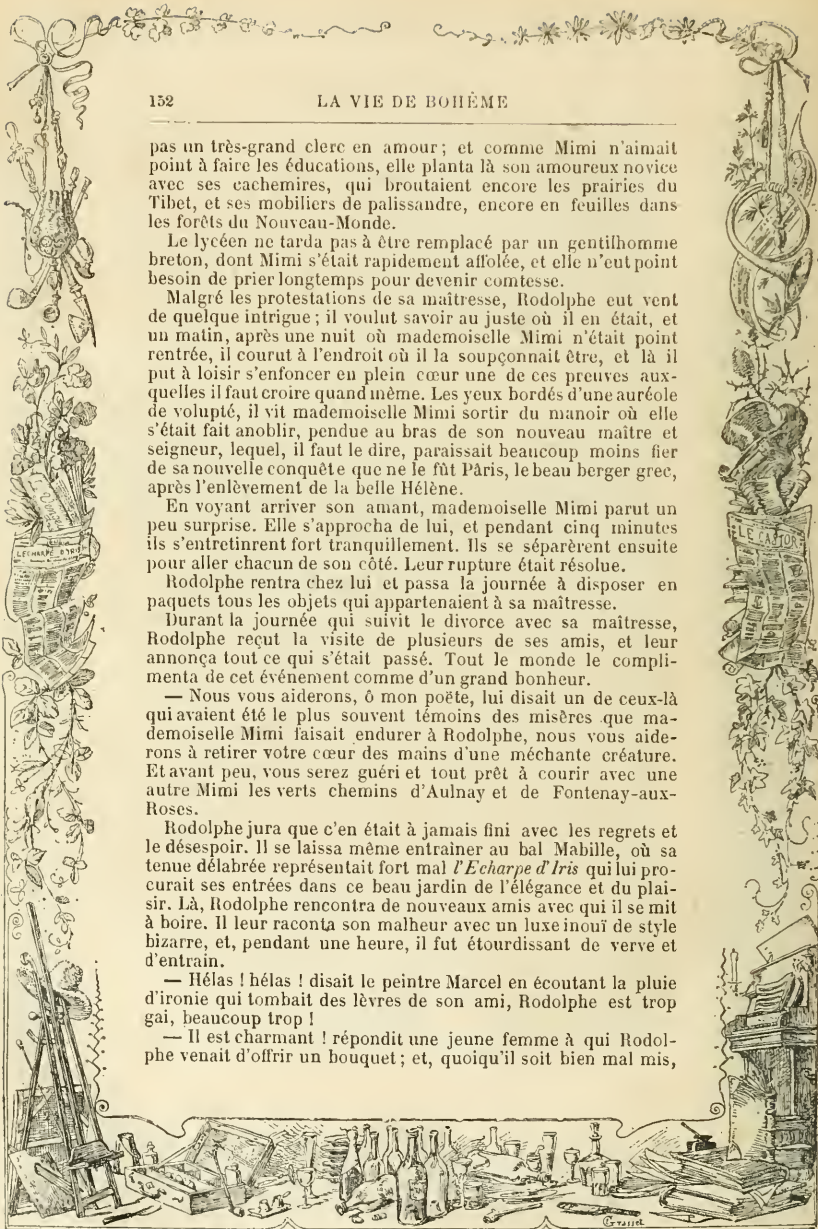 152 LA VIE DE BOHÊME
pas un très-grand clerc en amour ; et comme Mimi n'aimait
point à faire les éducations, elle planta là son amoureux novice
avec ses cachemires, qui broutaient encore les prairies du
Tibet, et ses mobiliers de palissandre, encore en feuilles dans
les forêts du Nouveau-Monde.
Le lycéen ne tarda pas à être remplacé par un gentilhomme
breton, dont Mimi s'était rapidement affolée, et elle n'eut point
besoin de prier longtemps pour devenir comtesse.
Malgré les protestations de sa maîtresse, Rodolphe eut vent
de quelque intrigue ; il voulut savoir au juste où il en était, et
un matin, après une nuit où mademoiselle Mimi n'était point
rentrée, il courut à l'endroit où il la soupçonnait être, et là il
put à loisir s'enfoncer en plein cœur une de ces preuves aux-
quelles il faut croire quand même. Les yeux bordés d'une auréole
de volupté, il vit mademoiselle Mimi sortir du manoir où elle
s'était fait anoblir, pendue au bras de son nouveau maître et
seigneur, lequel, il faut le dire, paraissait beaucoup moins fier
de sa nouvelle conquête que ne le fût Pâris, le beau berger grec,
après l'enlèvement de la belle Hélène.
En voyant arriver son amant, mademoiselle Mimi parut un
peu surprise. Elle s'approcha de lui, et pendant cinq minutes
ils s'entretinrent fort tranquillement. Ils se séparèrent ensuite
pour aller chacun de son côté. Leur rupture était résolue.
Rodolphe rentra chez lui et passa la journée à disposer en
paquets tous les objets qui appartenaient à sa maîtresse.
Durant la journée qui suivit le divorce avec sa maîtresse,
Rodolphe reçut la visite de plusieurs de ses amis, et leur
annonça tout ce qui s'était passé. Tout le monde le compli-
menta de cet événement comme d'un grand bonheur.
— Nous vous aiderons, ô mon poëte, lui disait un de ceux-là
qui avaient été le plus souvent témoins des misères que ma-
demoiselle Mimi faisait endurer à Rodolphe, nous vous aide-
rons à retirer votre cœur des mains d'une méchante créature.
Et avant peu, vous serez guéri et tout prêt à courir avec une
autre Mimi les verts chemins d'Aulnay et de Fontenay-aux-
Roses.
Rodolphe jura que c'en était à jamais fini avec les regrets et
le désespoir. Il se laissa même entraîner au bal Mabille, où sa
tenue délabrée représentait fort mal l'Echarpe d'Iris qui lui pro-
curait ses entrées dans ce beau jardin de l'élégance et du plai-
sir. Là, Rodolphe rencontra de nouveaux amis avec qui il se mit
à boire. Il leur raconta son malheur avec un luxe inouï de style
bizarre, et, pendant une heure, il fut étourdissant de verve et
d'entrain.
— Hélas ! hélas ! disait le peintre Marcel en écoutant la pluie
d'ironie qui tombait des lèvres de son ami, Rodolphe est trop
gai, beaucoup trop !
— Il est charmant ! répondit une jeune femme à qui Rodol-
phe venait d'offrir un bouquet ; et, quoiqu'il soit bien mal mis,
L'ECHARPE D'IRIS
LE CASTOR
Grasset